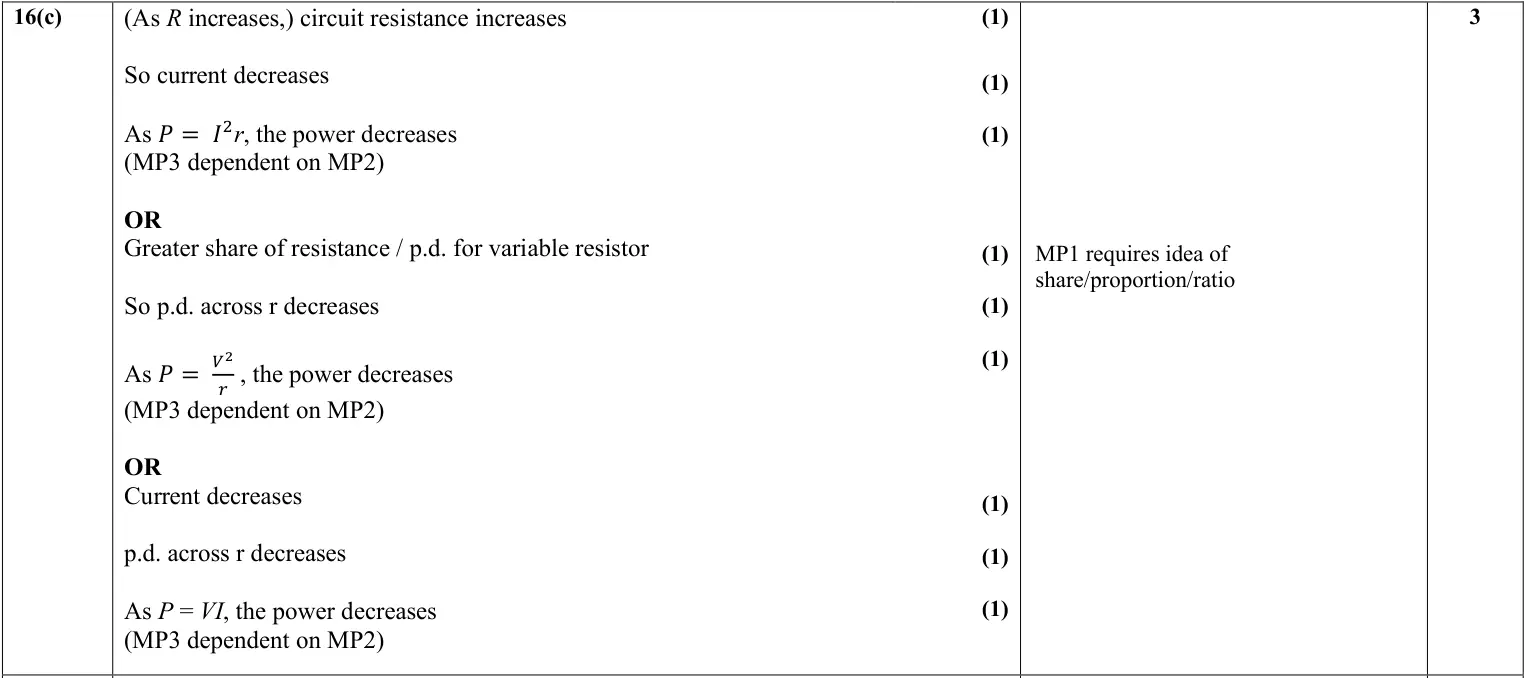 16(c) (As R increases,) circuit resistance increases (1) 3
So current decreases (1)
As P = I²r, the power decreases (1)
(MP3 dependent on MP2)
OR
Greater share of resistance / p.d. for variable resistor (1) MP1 requires idea of
share/proportion/ratio
So p.d. across r decreases (1)
As P = V²/r , the power decreases (1)
(MP3 dependent on MP2)
OR
Current decreases (1)
p.d. across r decreases (1)
As P = VI, the power decreases (1)
(MP3 dependent on MP2)